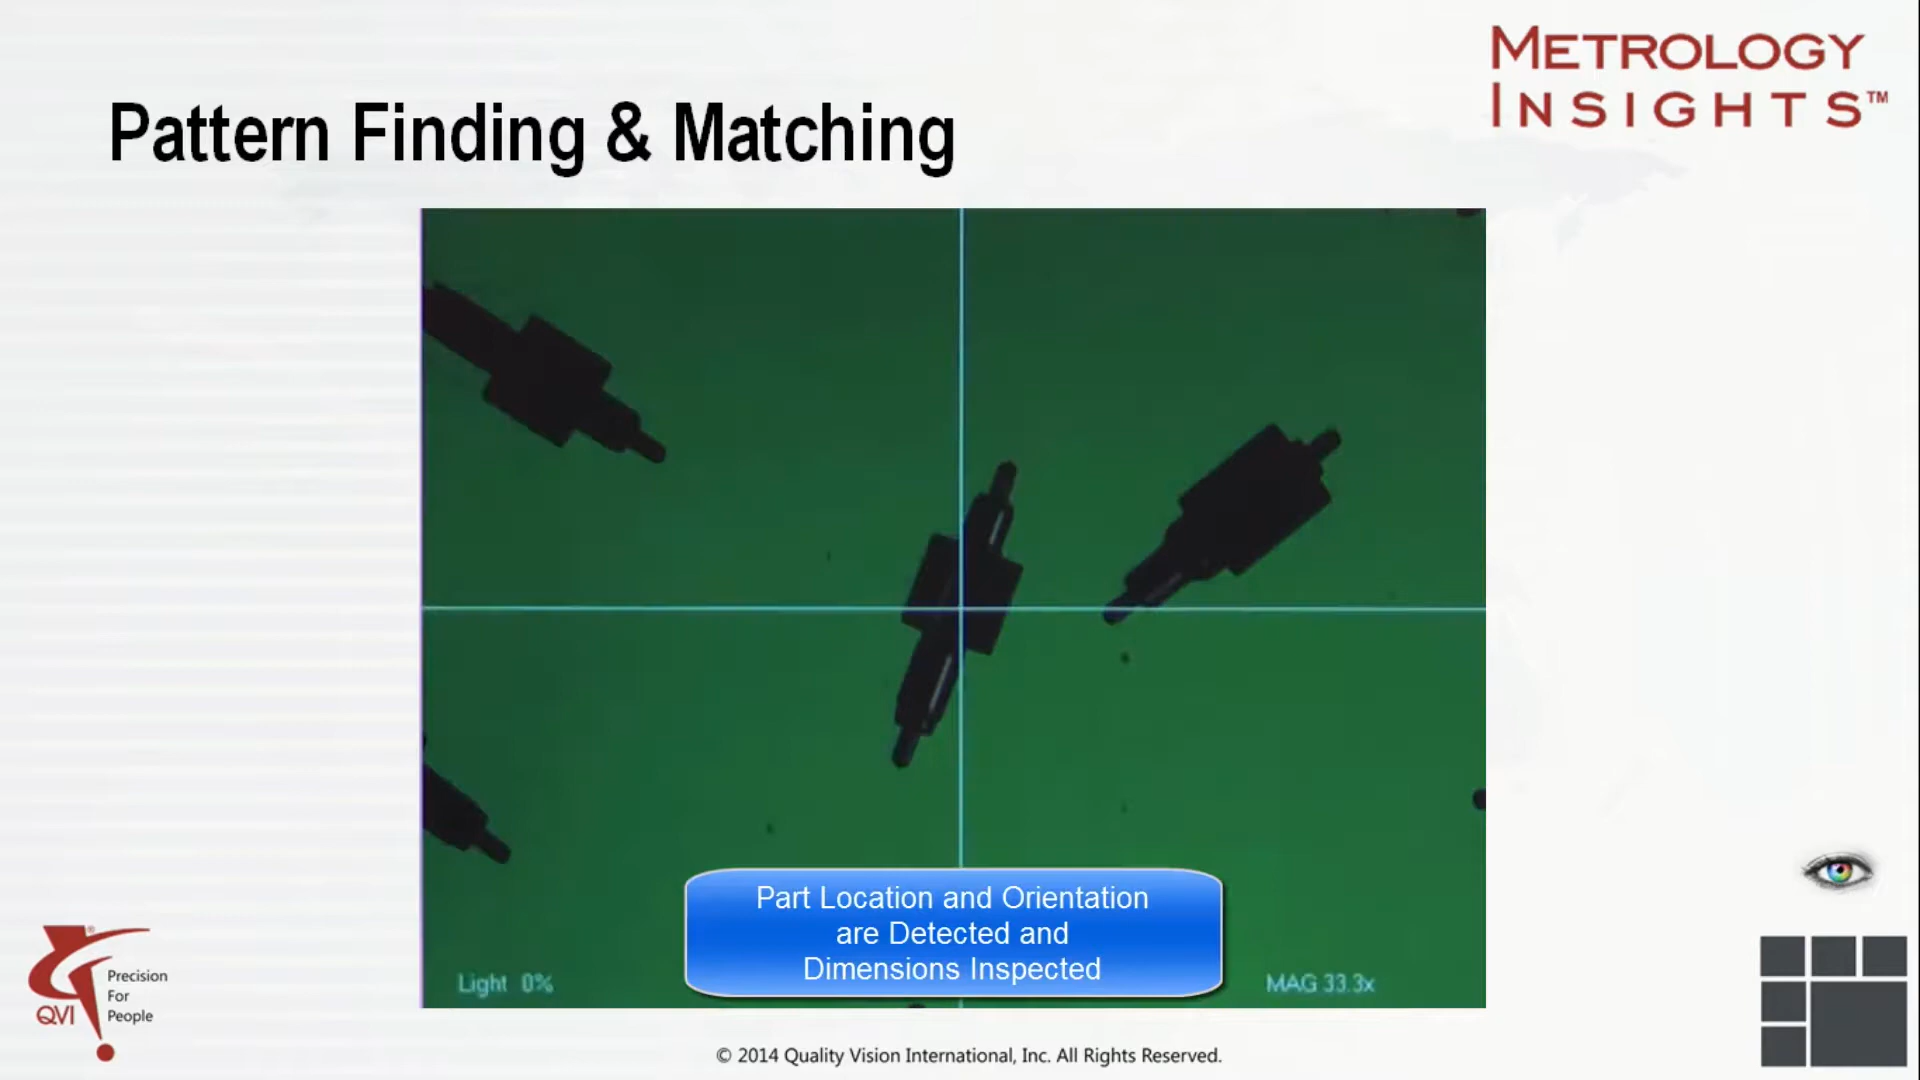 METROLOGY
INSIGHTS™
Pattern Finding & Matching
Part Location and Orientation
are Detected and
Dimensions Inspected
Light 0%
MAG 33.3x
®
QVI
Precision
For
People
© 2014 Quality Vision International, Inc. All Rights Reserved.